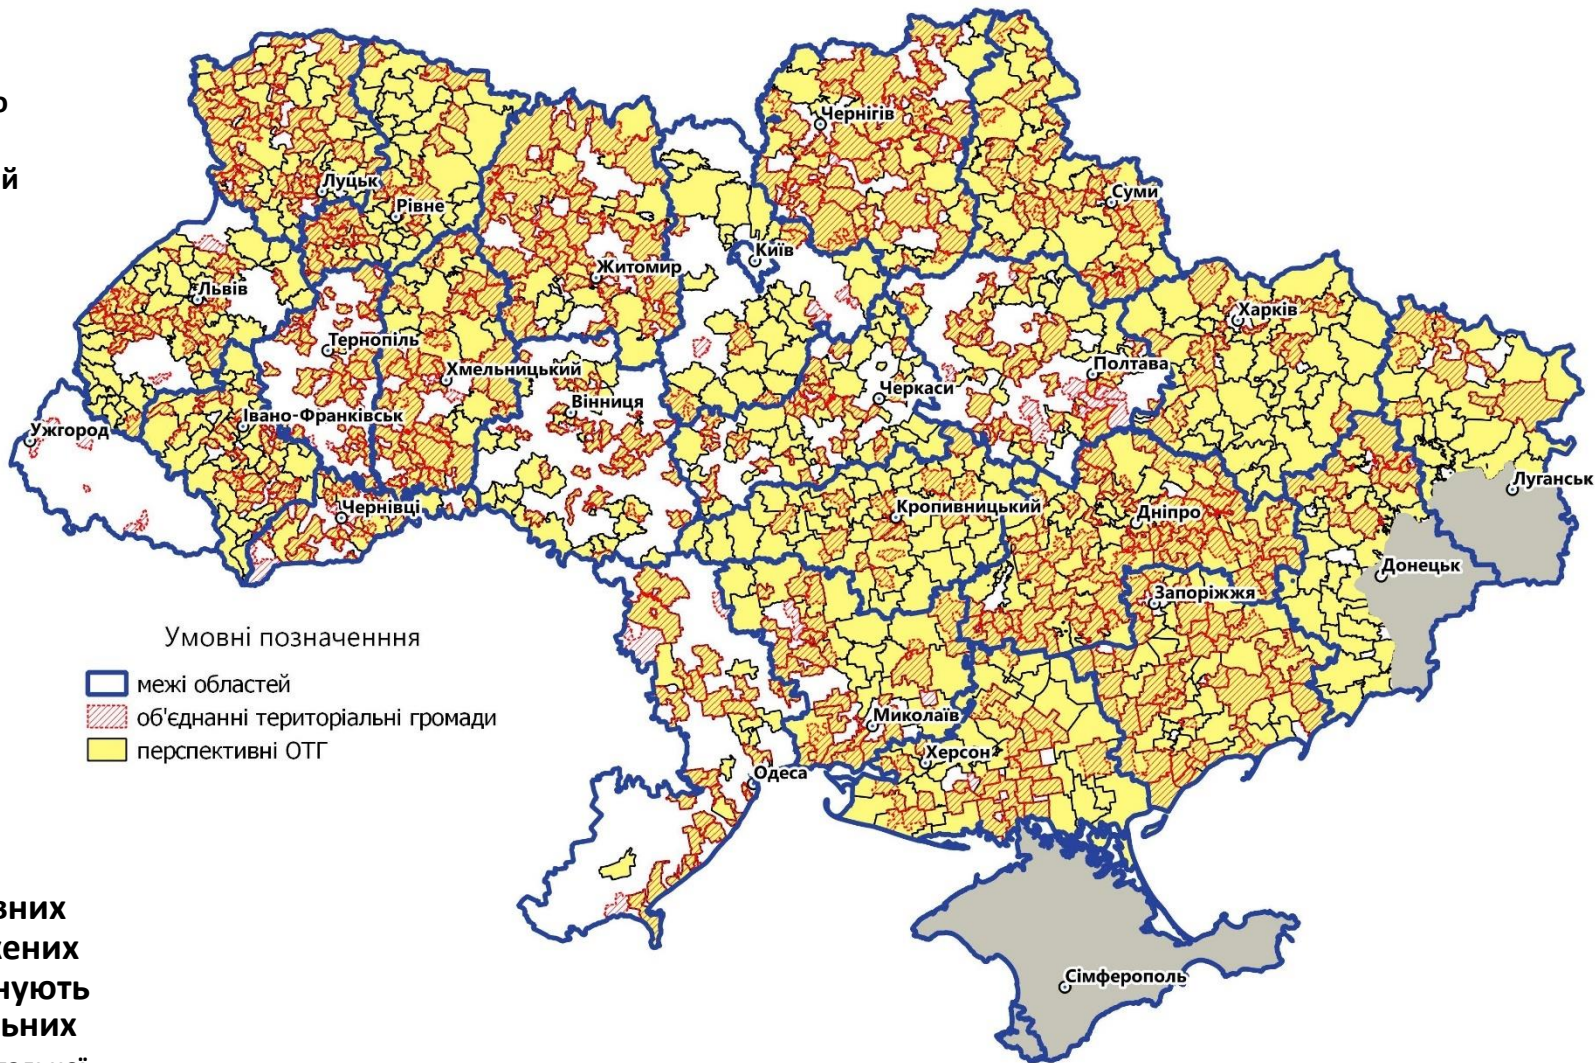 Чернігів
Луцьк
Рівне
Суми
Київ
Житомир
Львів
Харків
Тернопіль
Полтава
Хмельницький
Черкаси
Вінниця
Івано-Франківськ
Ужгород
Луганськ
Чернівці
Кропивницький
Дніпро
Донецьк
Запоріжжя
Умовні позначенння
межі областей
об'єднанні територіальні громади
перспективні ОТГ
Миколаїв
Херсон
Одеса
Сімферополь